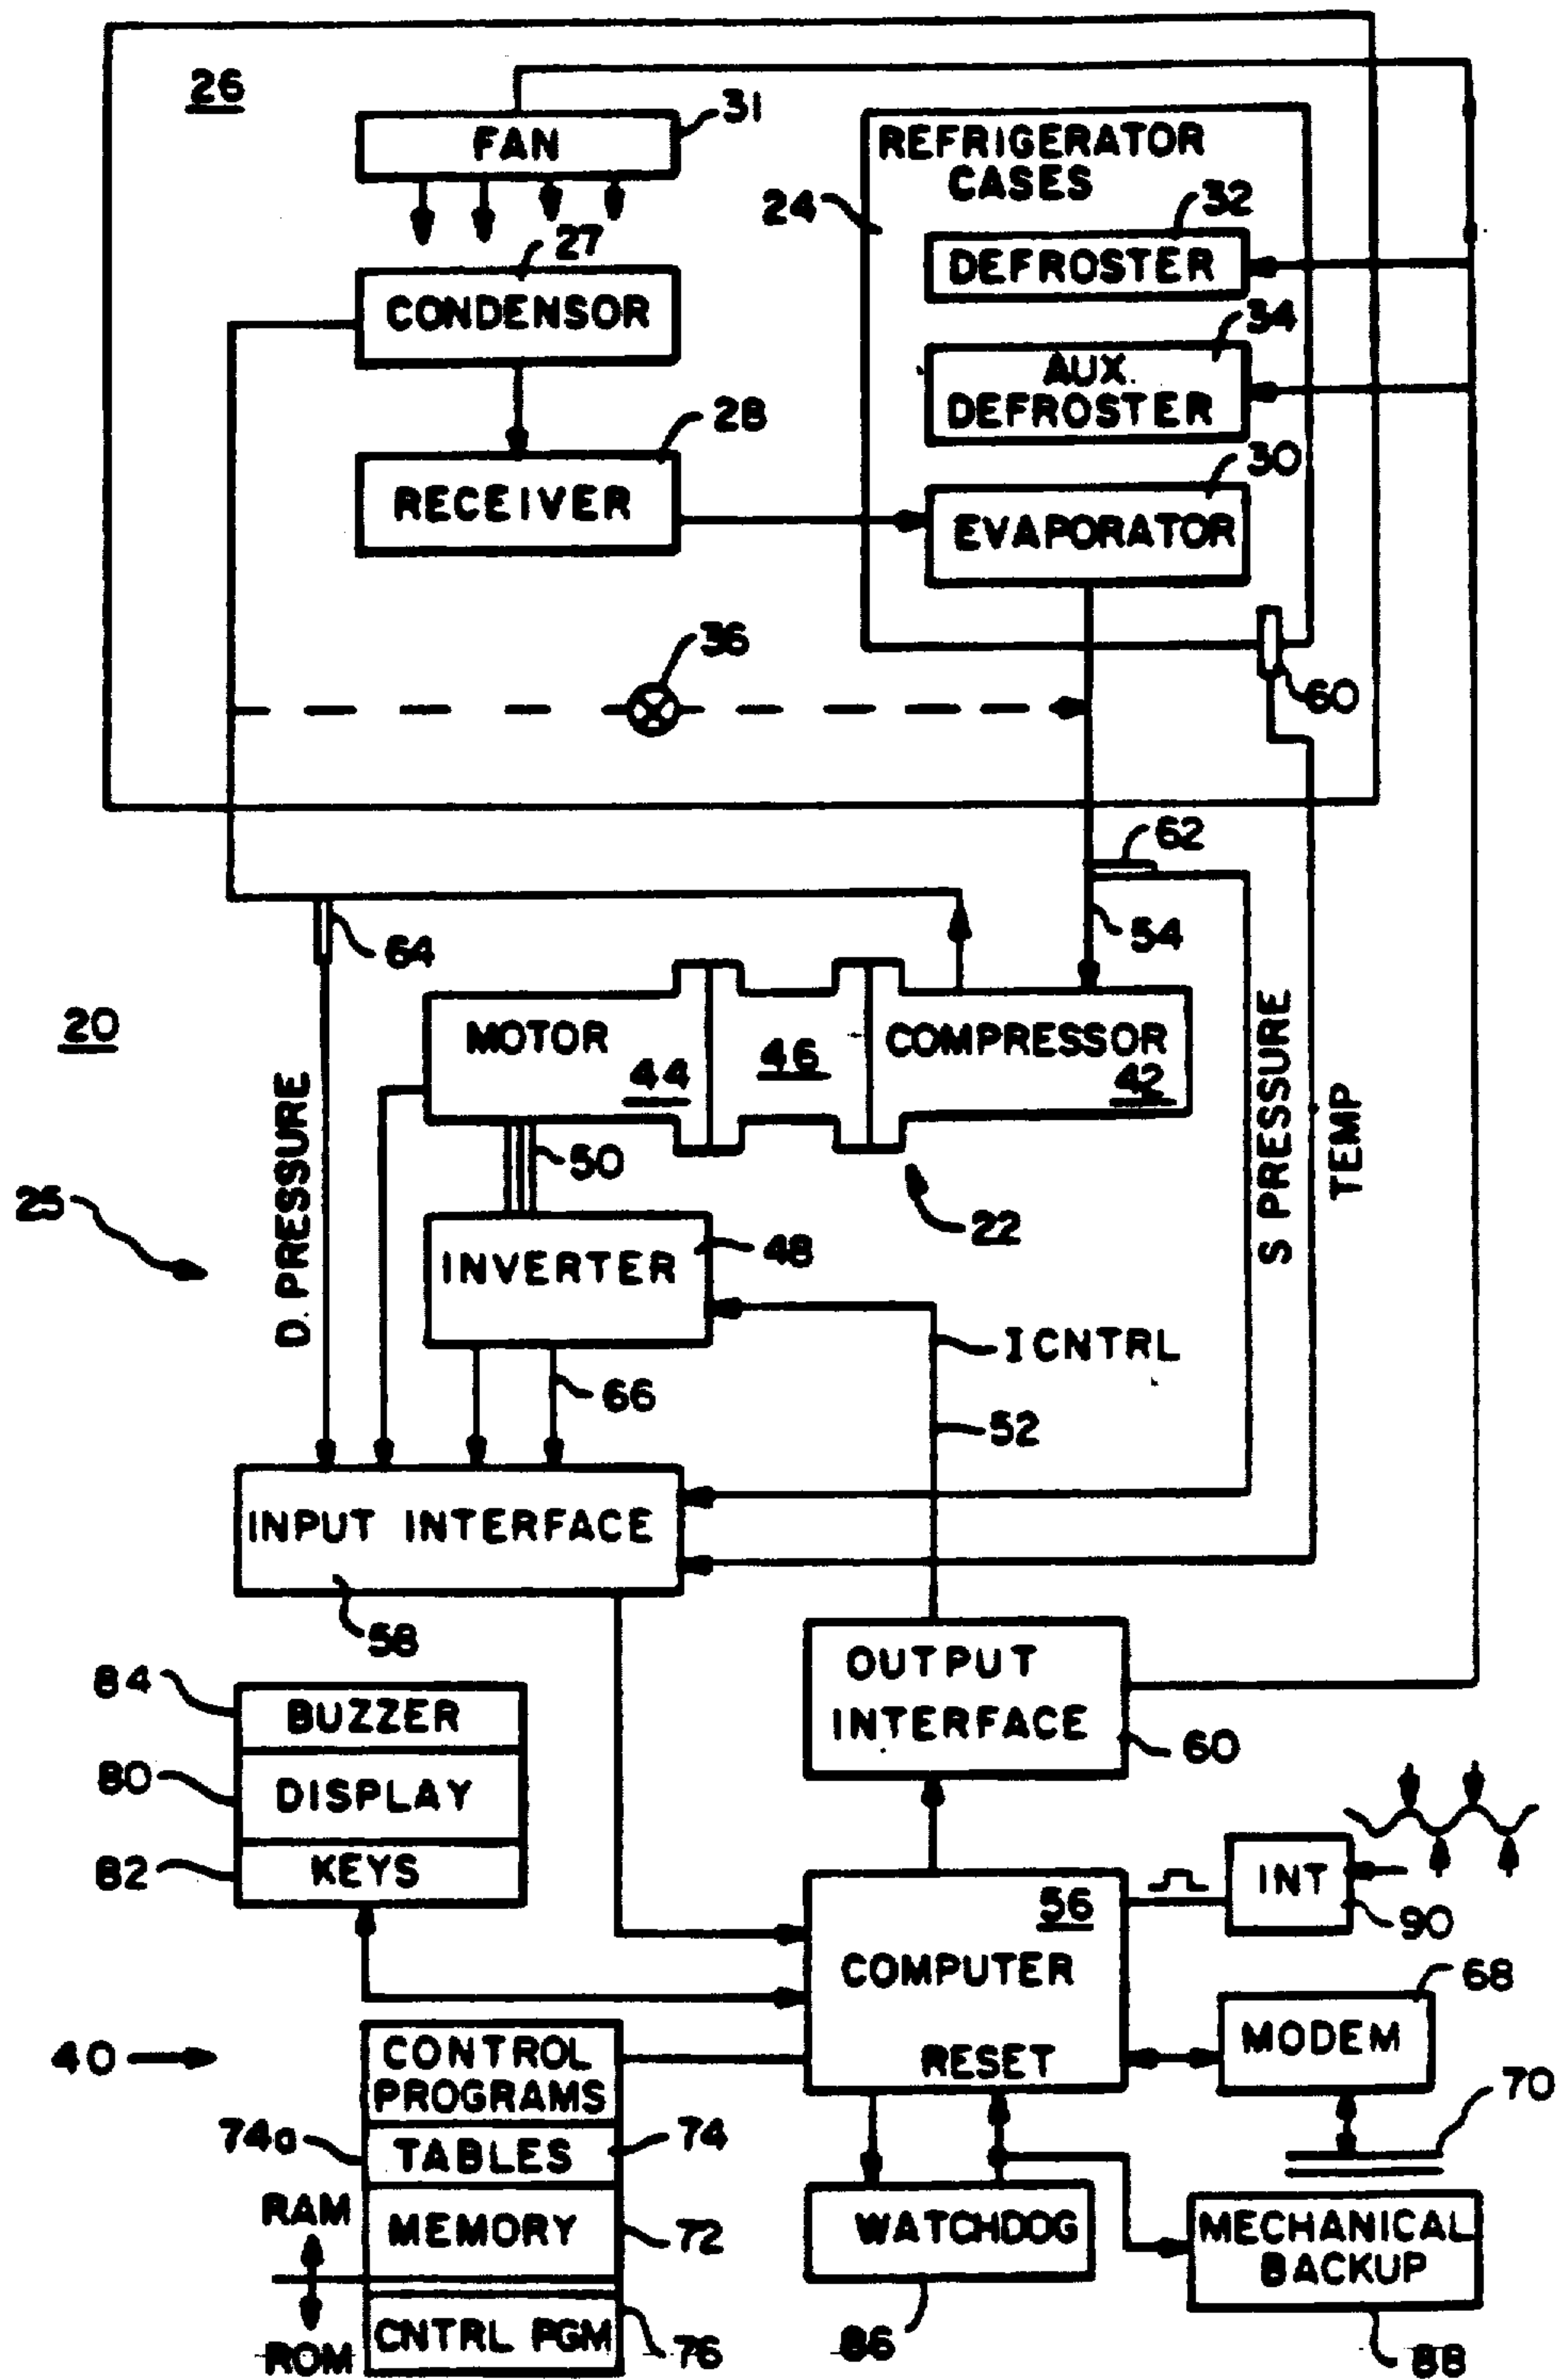 26
FAN
31
REFRIGERATOR
CASES
24
32
DEFROSTER
27
CONDENSOR
34
AUX.
DEFROSTER
28
RECEIVER
30
EVAPORATOR
36
60
62
64
54
20
MOTOR
44
46
COMPRESSOR
42
D. PRESSURE
S PRESSURE
TEMP
50
25
22
INVERTER
48
ICNTRL
66
52
INPUT INTERFACE
58
OUTPUT
INTERFACE
60
84
BUZZER
80
DISPLAY
82
KEYS
56
COMPUTER
RESET
INT
90
68
MODEM
70
40
CONTROL
PROGRAMS
74a
TABLES
74
RAM
MEMORY
72
WATCHDOG
MECHANICAL
BACKUP
ROM
CNTRL PGM
76
86
88